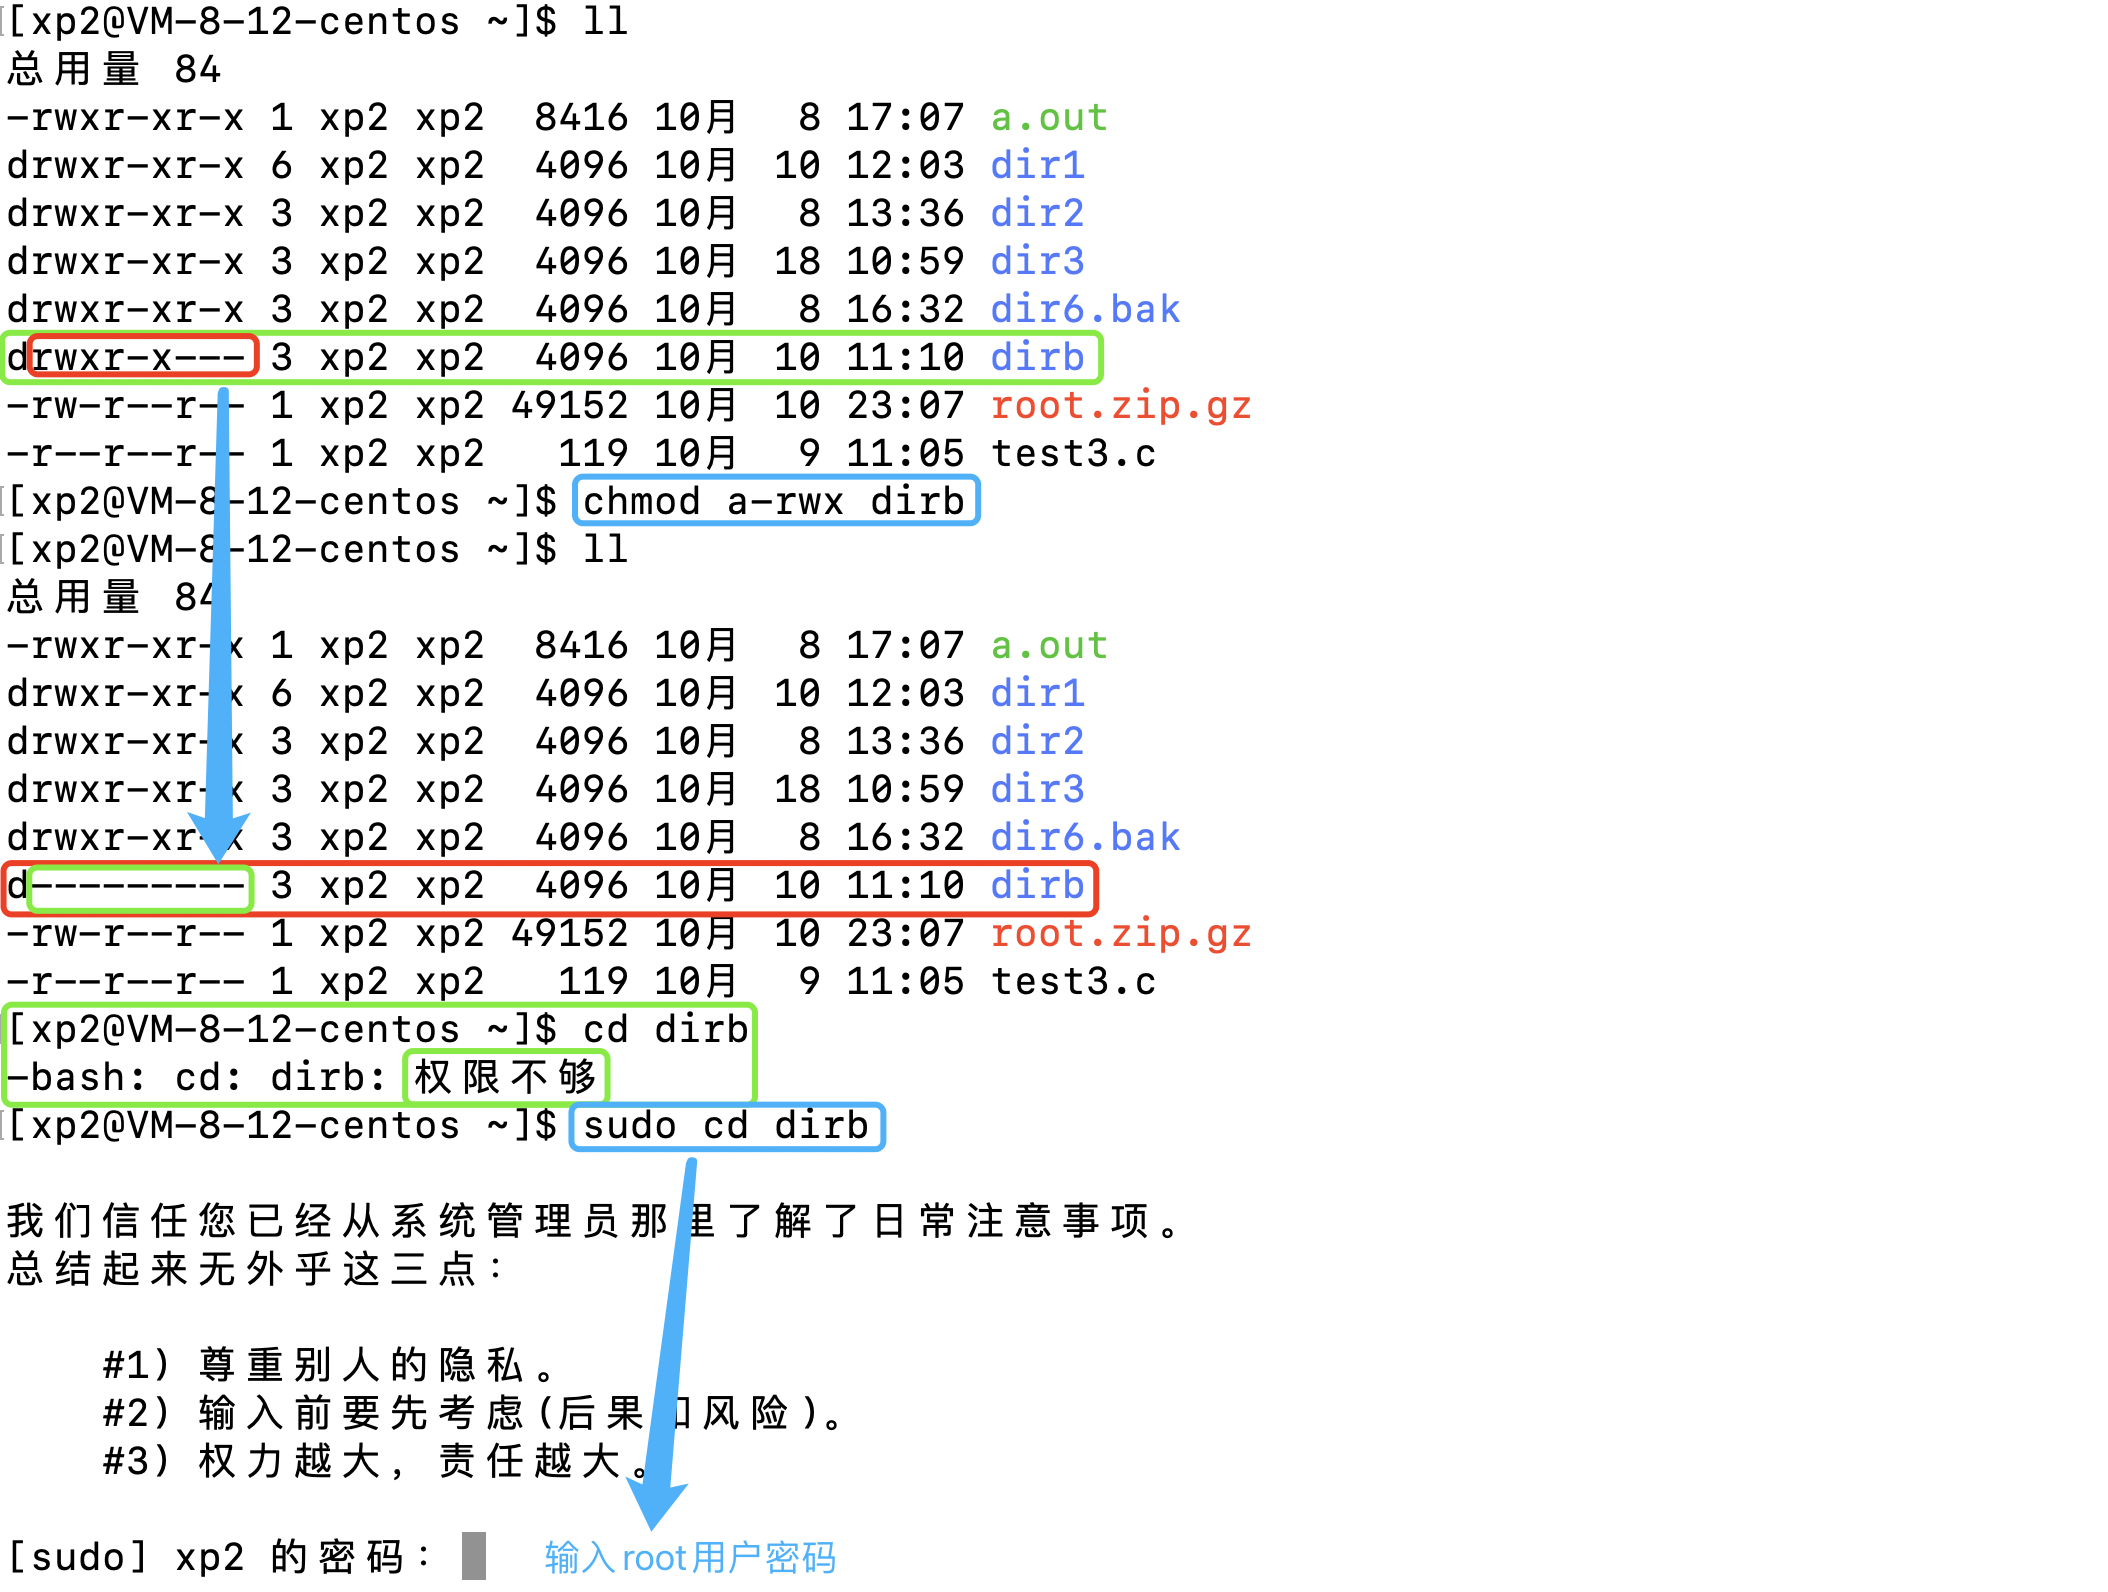 [xp2@VM-8-12-centos ~]$ ll
总用量 84
-rwxr-xr-x 1 xp2 xp2  8416 10月  8 17:07 a.out
drwxr-xr-x 6 xp2 xp2  4096 10月 10 12:03 dir1
drwxr-xr-x 3 xp2 xp2  4096 10月  8 13:36 dir2
drwxr-xr-x 3 xp2 xp2  4096 10月 18 10:59 dir3
drwxr-xr-x 3 xp2 xp2  4096 10月  8 16:32 dir6.bak
drwxr-x--- 3 xp2 xp2  4096 10月 10 11:10 dirb
-rw-r--r-- 1 xp2 xp2 49152 10月 10 23:07 root.zip.gz
-r--r--r-- 1 xp2 xp2   119 10月  9 11:05 test3.c
[xp2@VM-8-12-centos ~]$ chmod a-rwx dirb
[xp2@VM-8-12-centos ~]$ ll
总用量 84
-rwxr-xr-x 1 xp2 xp2  8416 10月  8 17:07 a.out
drwxr-xr-x 6 xp2 xp2  4096 10月 10 12:03 dir1
drwxr-xr-x 3 xp2 xp2  4096 10月  8 13:36 dir2
drwxr-xr-x 3 xp2 xp2  4096 10月 18 10:59 dir3
drwxr-xr-x 3 xp2 xp2  4096 10月  8 16:32 dir6.bak
d--------- 3 xp2 xp2  4096 10月 10 11:10 dirb
-rw-r--r-- 1 xp2 xp2 49152 10月 10 23:07 root.zip.gz
-r--r--r-- 1 xp2 xp2   119 10月  9 11:05 test3.c
[xp2@VM-8-12-centos ~]$ cd dirb
-bash: cd: dirb: 权限不够
[xp2@VM-8-12-centos ~]$ sudo cd dirb
我们信任您已经从系统管理员那里了解了日常注意事项。
总结起来无外乎这三点：
#1) 尊重别人的隐私。
#2) 输入前要先考虑(后果和风险)。
#3) 权力越大，责任越大。
[sudo] xp2 的密码： 输入root用户密码